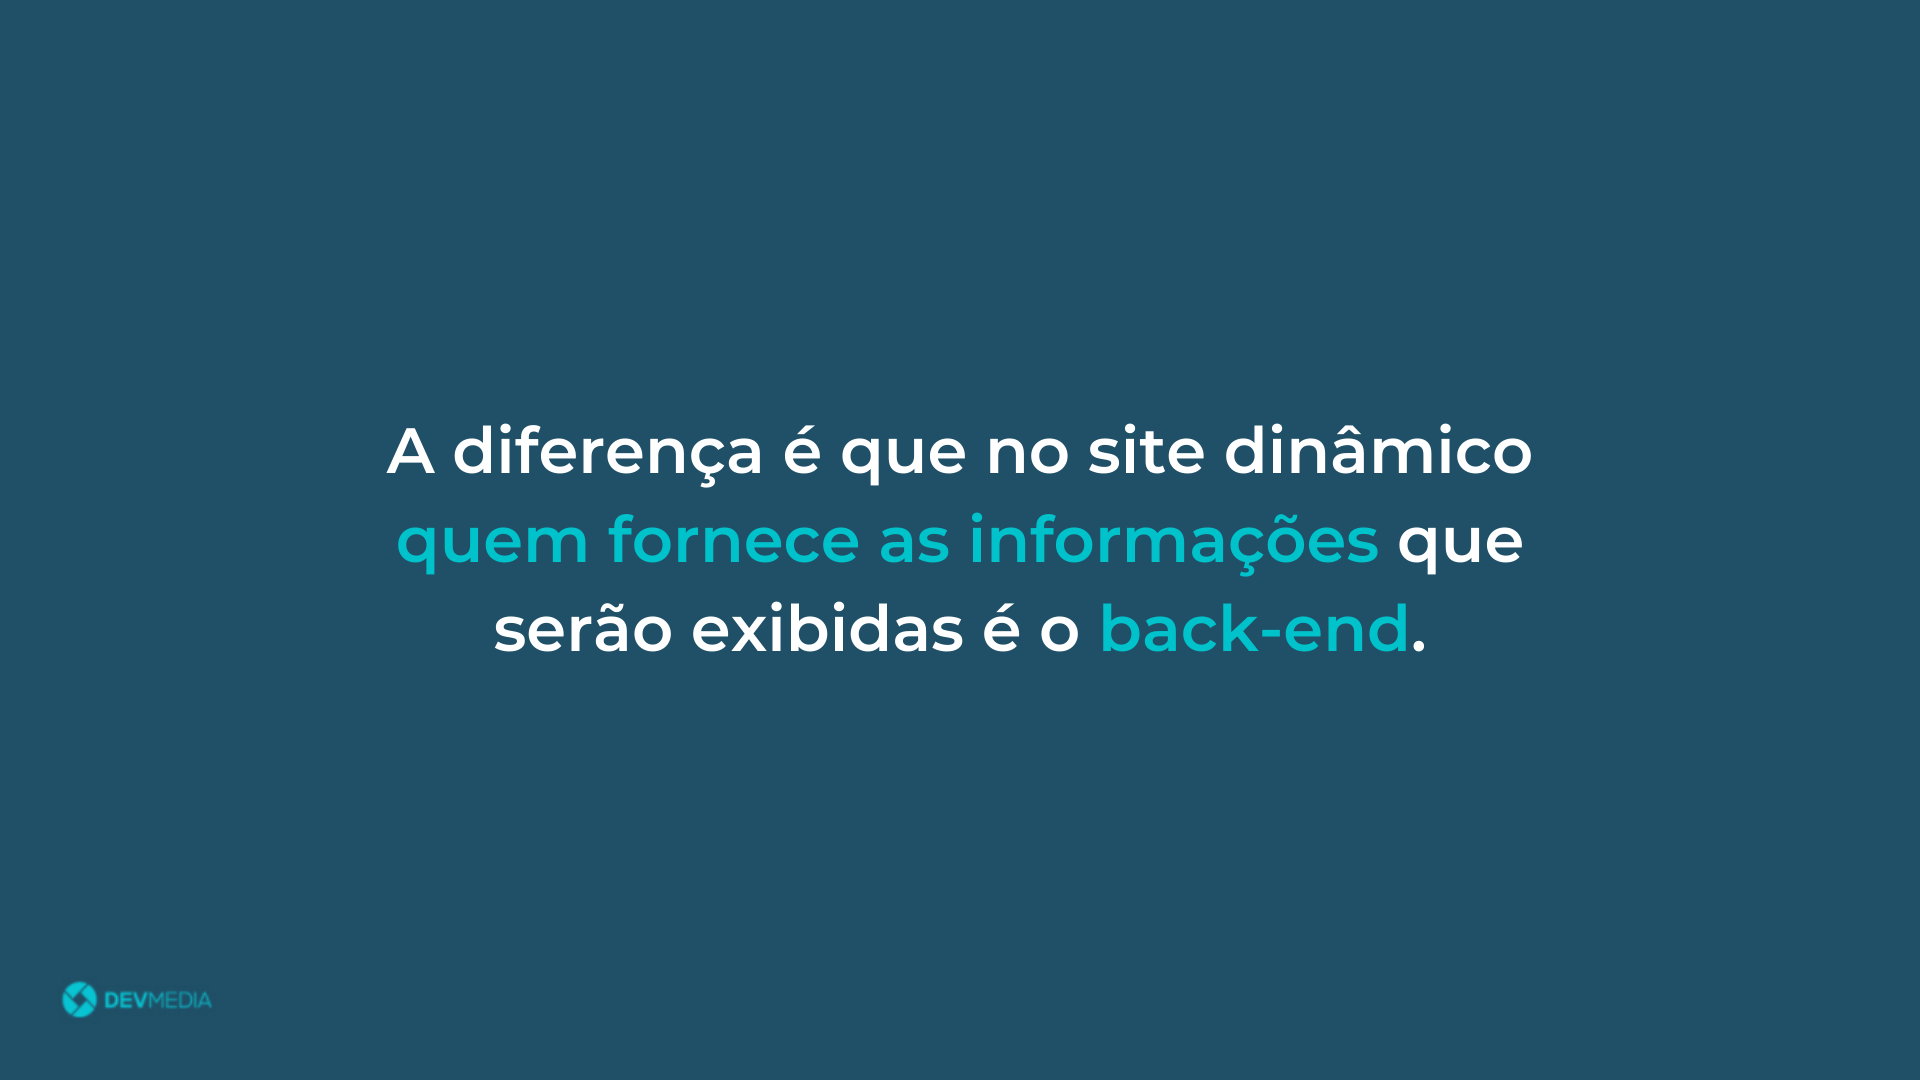 A diferença é que no site dinâmico
quem fornece as informações que
serão exibidas é o back-end.
DEVMEDIA